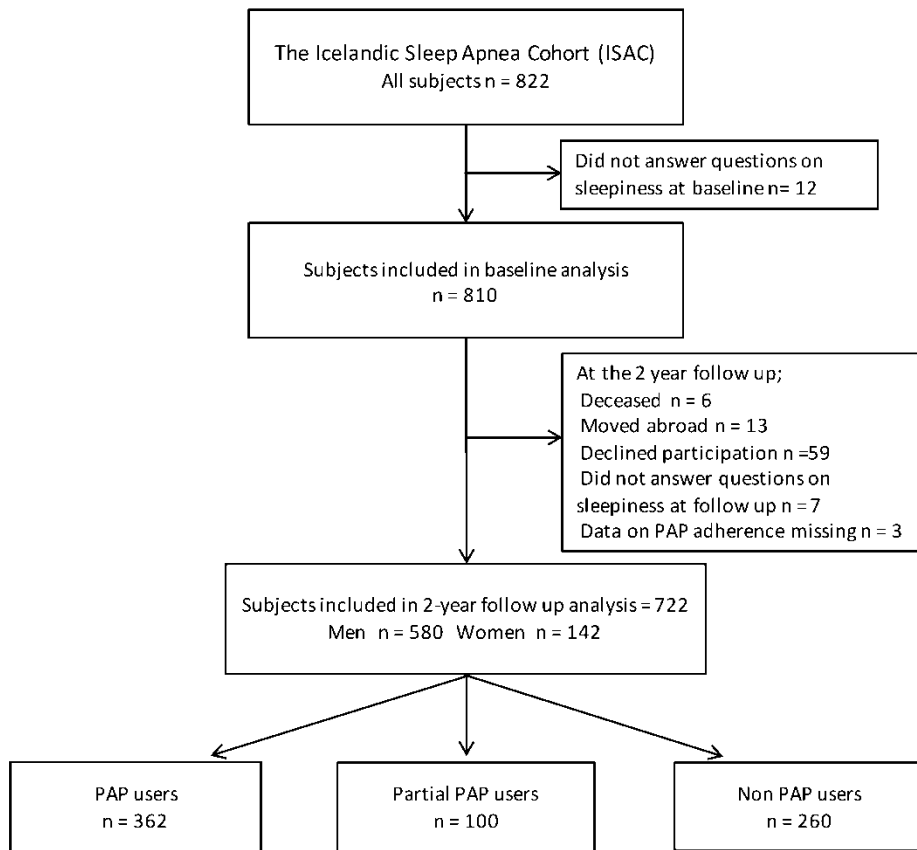 The Icelandic Sleep Apnea Cohort (ISAC)
All subjects n = 822
Did not answer questions on
sleepiness at baseline n= 12
Subjects included in baseline analysis
n = 810
At the 2 year follow up;
Deceased n = 6
Moved abroad n = 13
Declined participation n =59
Did not answer questions on
sleepiness at follow up n = 7
Data on PAP adherence missing n = 3
Subjects included in 2-year follow up analysis = 722
Men n = 580 Women n = 142
PAP users
n = 362
Partial PAP users
n = 100
Non PAP users
n = 260